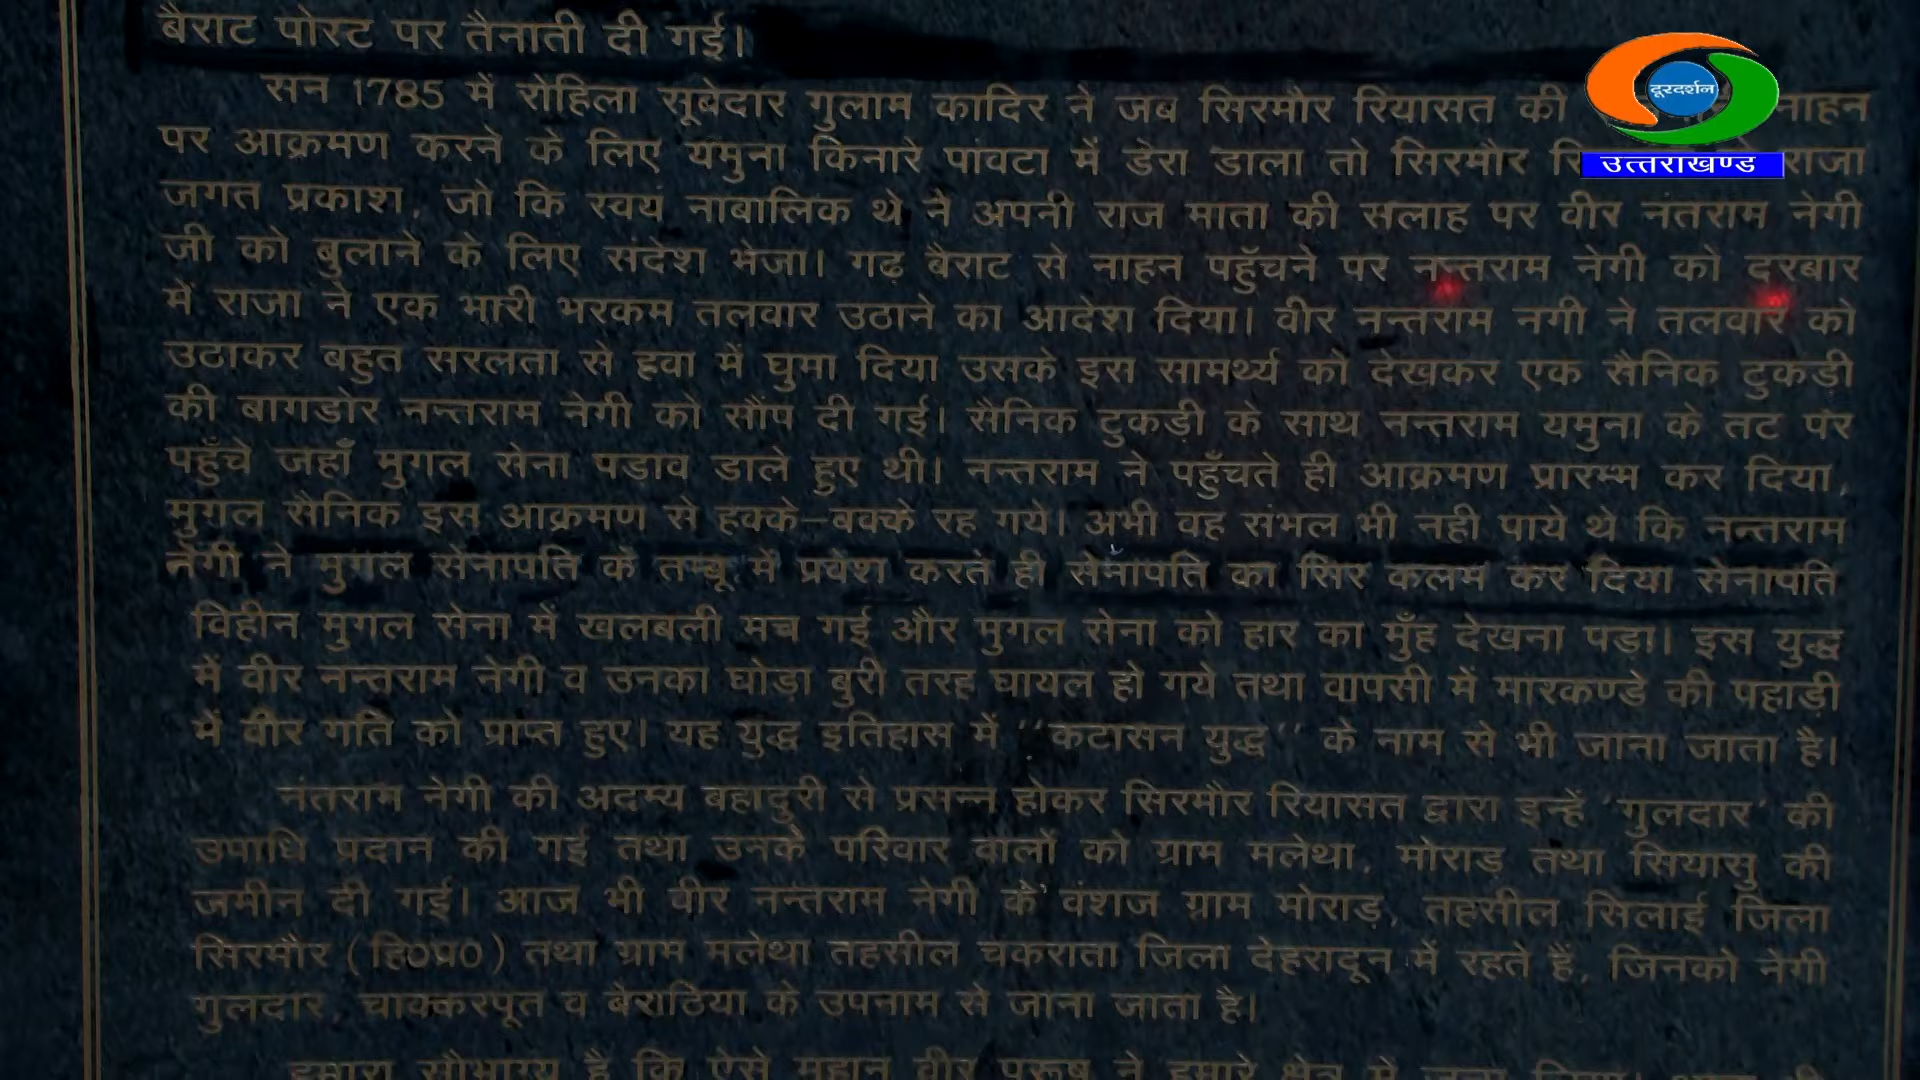 बैराट पोस्ट पर तैनाती दी गई।
सन 1785 में रोहिला सूबेदार गुलाम कादिर ने जब सिरमौर रियासत की नाहन
पर आक्रमण करने के लिए यमुना किनारे पांवटा में डेरा डाला तो सिरमौर राजा
जगत प्रकाश, जो कि स्वयं नाबालिक थे ने अपनी राज माता की सलाह पर वीर नंतराम नेगी
जी को बुलाने के लिए संदेश भेजा। गढ़ बैराट से नाहन पहुँचने पर नन्तराम नेगी को दरबार
में राजा ने एक भारी भरकम तलवार उठाने का आदेश दिया। वीर नन्तराम नेगी ने तलवार को
उठाकर बहुत सरलता से हवा में घुमा दिया उसके इस सामर्थ्य को देखकर एक सैनिक टुकडी
की बागडोर नन्तराम नेगी को सौंप दी गई। सैनिक टुकड़ी के साथ नन्तराम यमुना के तट पर
पहुँचे जहाँ मुगल सेना पडाव डाले हुए थी। नन्तराम ने पहुँचते ही आक्रमण प्रारम्भ कर दिया,
मुगल सैनिक इस आक्रमण से हक्के–बक्के रह गये। अभी वह संभल भी नही पाये थे कि नन्तराम
नेगी ने मुगल सेनापति के तम्बू में प्रवेश करते ही सेनापति का सिर कलम कर दिया सेनापति
विहीन मुगल सेना में खलबली मच गई और मुगल सेना को हार का मुँह देखना पड़ा। इस युद्ध
में वीर नन्तराम नेगी व उनका घोड़ा बुरी तरह घायल हो गये तथा वापसी में मारकण्डे की पहाड़ी
में वीर गति को प्राप्त हुए। यह युद्ध इतिहास में ''कटासन युद्ध'' के नाम से भी जाना जाता है।
नंतराम नेगी की अदम्य बहादुरी से प्रसन्न होकर सिरमौर रियासत द्वारा इन्हें 'गुलदार' की
उपाधि प्रदान की गई तथा उनके परिवार वालों को ग्राम मलेथा, मोराड़ तथा सियासु की
जमीन दी गई। आज भी वीर नन्तराम नेगी के वंशज ग्राम मोराड़, तहसील सिलाई जिला
सिरमौर (हि0प्र0) तथा ग्राम मलेथा तहसील चकराता जिला देहरादून में रहते हैं, जिनको नेगी
गुलदार, चाक्करपूत व बैराठिया के उपनाम से जाना जाता है।
हमारा सौभाग्य है कि ऐसे महान वीर पुरूष ने हमारे क्षेत्र में जन्म लिया।
दूरदर्शन
उत्तराखण्ड